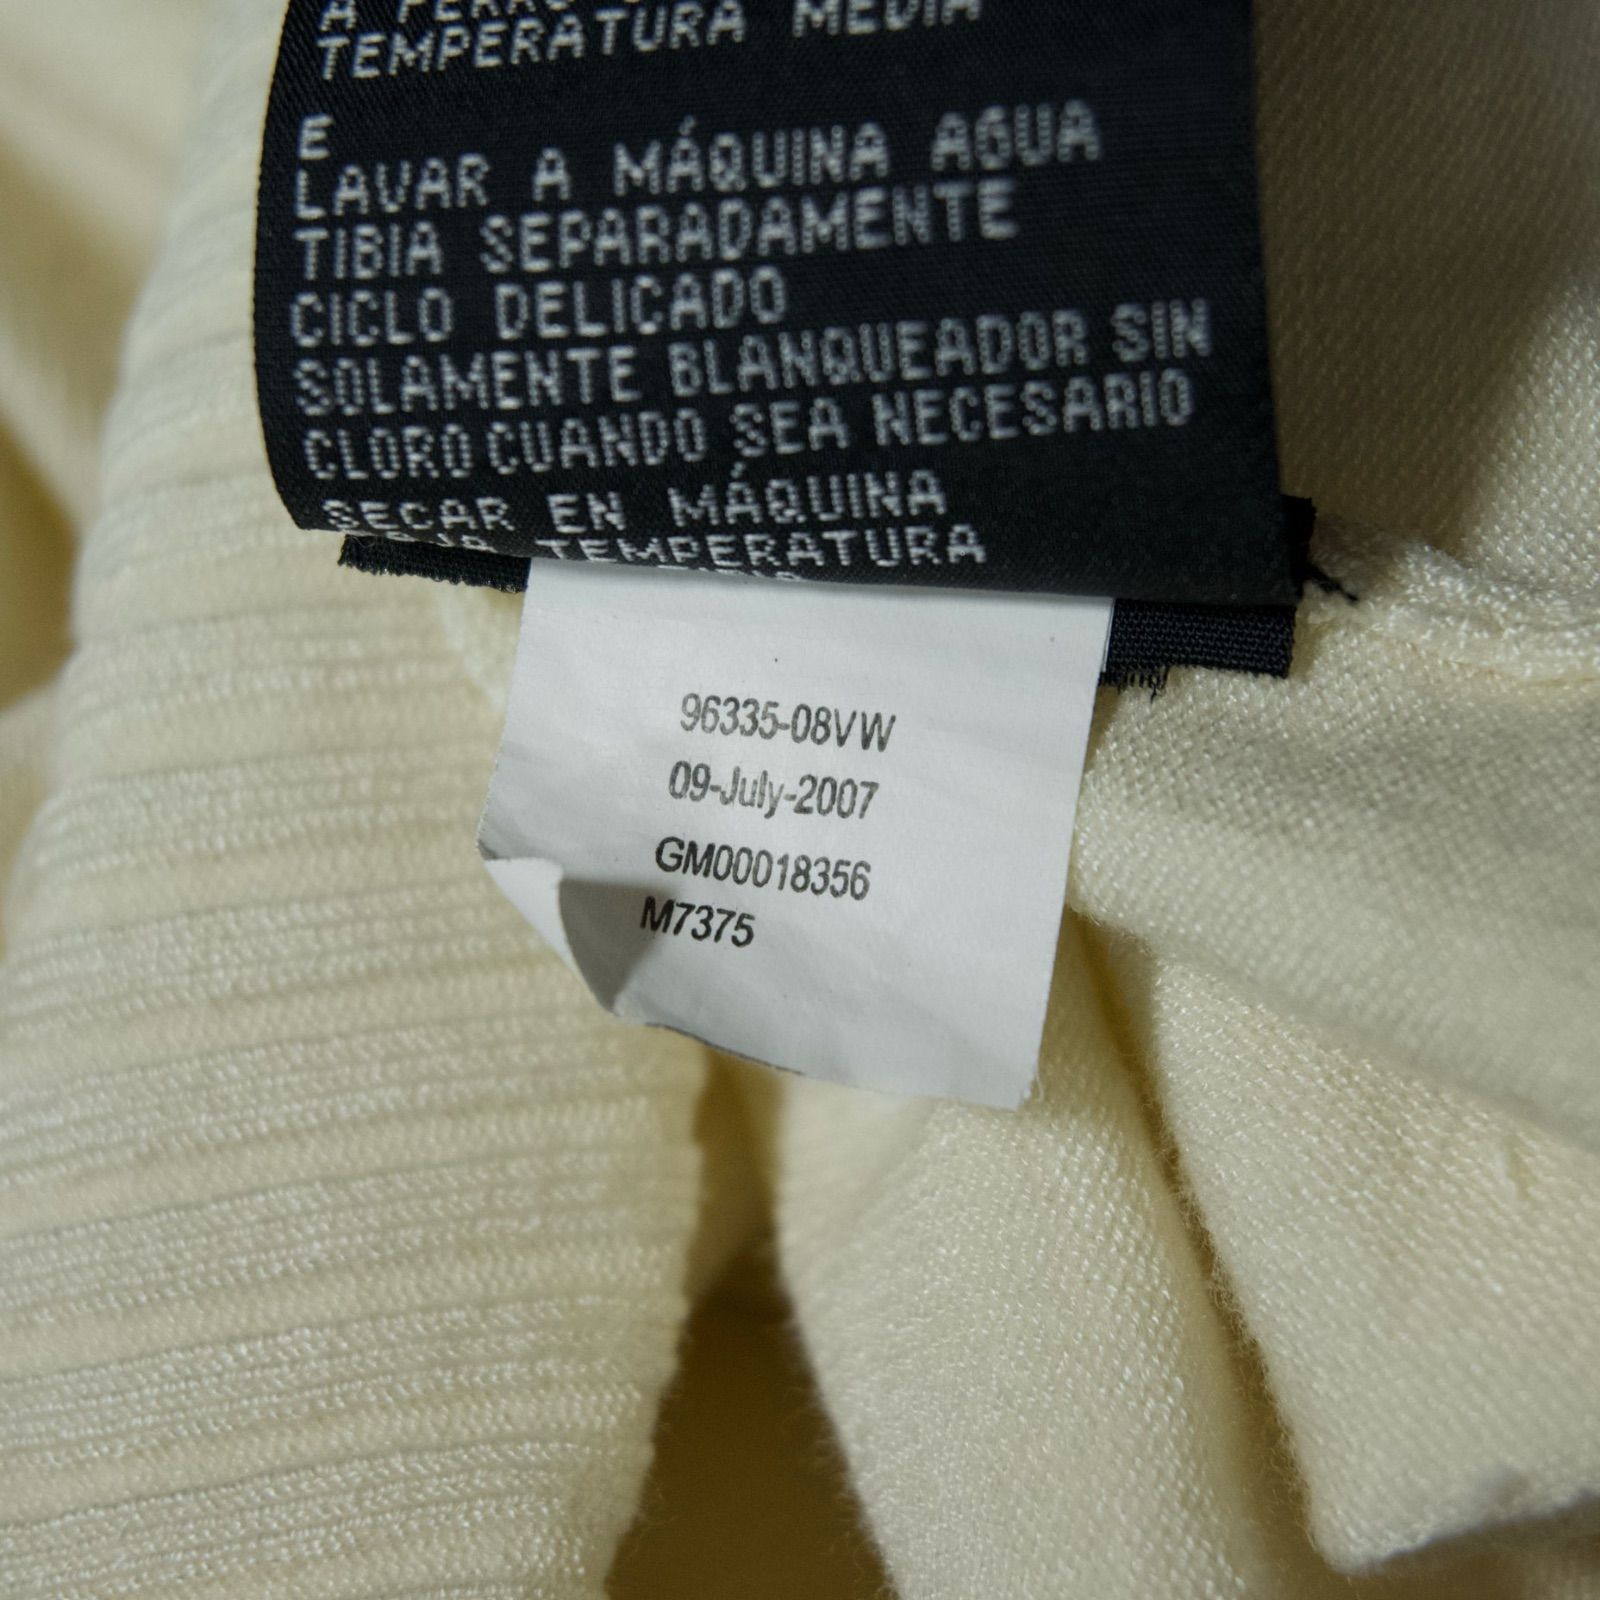 TEMPERATURA MEDIA
E
LAVAR A MÁQUINA AGUA
TIBIA SEPARADAMENTE
CICLO DELICADO
SOLAMENTE BLANQUEADOR SIN
CLORO CUANDO SEA NECESARIO
SECAR EN MÁQUINA
BAJA TEMPERATURA
96335-08VW
09-July-2007
GM00018356
M7375